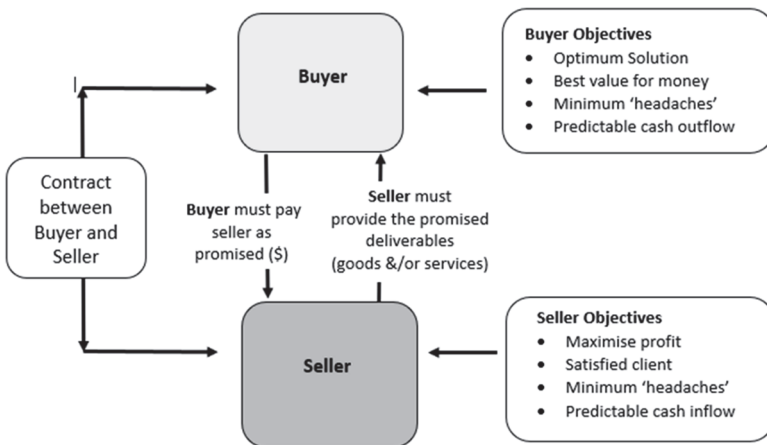 Buyer
Buyer Objectives
• Optimum Solution
• Best value for money
• Minimum ‘headaches’
• Predictable cash outflow
Contract
between
Buyer and
Seller
Buyer must pay
seller as
promised ($)
Seller must
provide the promised
deliverables
(goods &/or services)
Seller
Seller Objectives
• Maximise profit
• Satisfied client
• Minimum ‘headaches’
• Predictable cash inflow